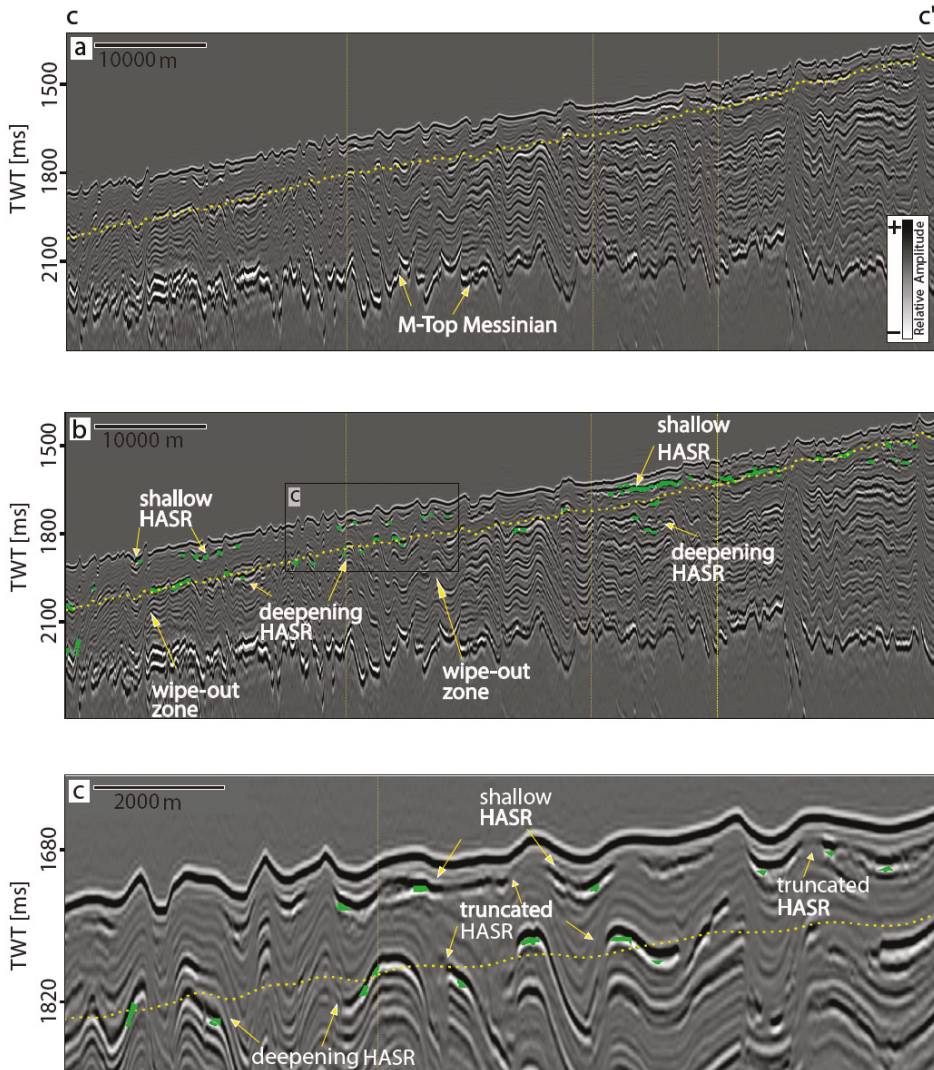 c
c'
a
10000 m
1500
1800
2100
TWT [ms]
M-Top Messinian
+
Relative Amplitude
−
b
10000 m
1500
1800
2100
TWT [ms]
shallow
HASR
shallow
HASR
c
deepening
HASR
deepening
HASR
wipe-out
zone
wipe-out
zone
c
2000 m
1680
1820
TWT [ms]
shallow
HASR
truncated
HASR
truncated
HASR
deepening HASR